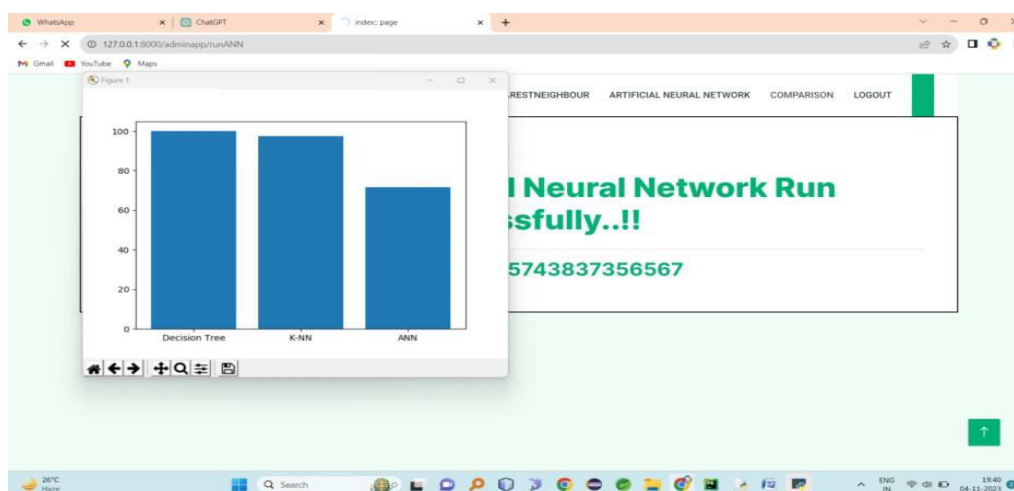 WhatsApp
ChatGPT
index:: page
127.0.0.1:8000/adminapp/runANN
Gmail
YouTube
Maps
Figure 1
RESTNEIGHBOUR
ARTIFICIAL NEURAL NETWORK
COMPARISON
LOGOUT
100
80
60
40
20
0
Decision Tree
K-NN
ANN
l Neural Network Run
ssfully..!!
5743837356567
26°C
Haze
Search
ENG
IN
19:40
04-11-2023